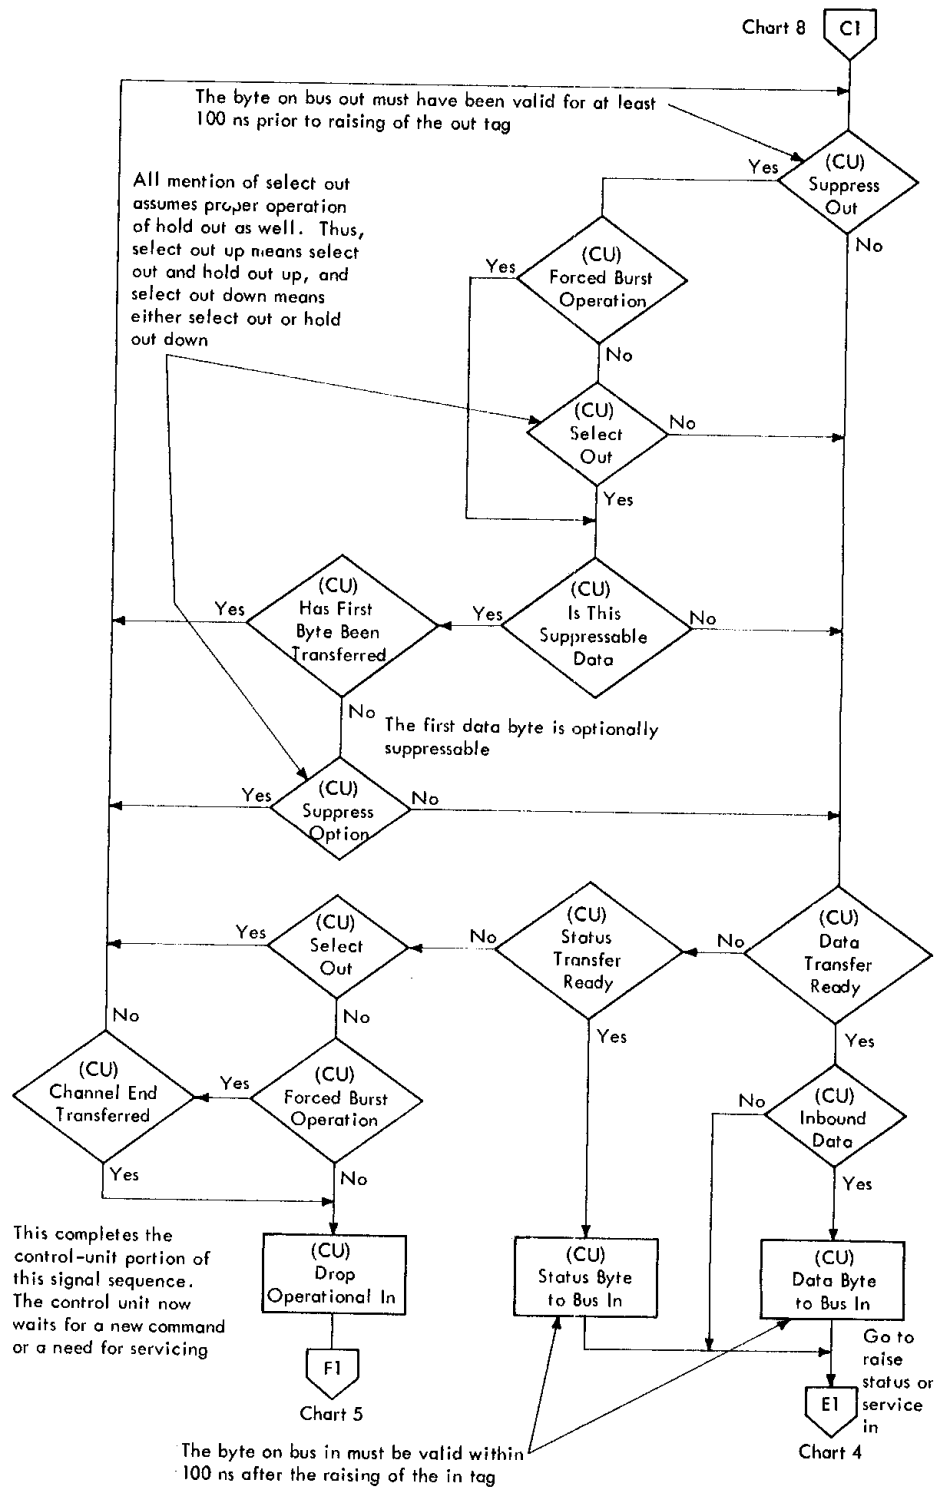 Chart 8
C1
The byte on bus out must have been valid for at least
100 ns prior to raising of the out tag
(CU)
Suppress
Out
Yes
No
All mention of select out
assumes proper operation
of hold out as well. Thus,
select out up means select
out and hold out up, and
select out down means
either select out or hold
out down
(CU)
Forced Burst
Operation
Yes
No
(CU)
Select
Out
No
Yes
(CU)
Is This
Suppressable
Data
Yes
No
(CU)
Has First
Byte Been
Transferred
Yes
No
The first data byte is optionally
suppressable
(CU)
Suppress
Option
Yes
No
(CU)
Data
Transfer
Ready
No
Yes
(CU)
Status
Transfer
Ready
No
Yes
(CU)
Select
Out
Yes
No
(CU)
Forced Burst
Operation
Yes
No
(CU)
Channel End
Transferred
No
Yes
(CU)
Inbound
Data
No
Yes
This completes the
control-unit portion of
this signal sequence.
The control unit now
waits for a new command
or a need for servicing
(CU)
Drop
Operational In
(CU)
Status Byte
to Bus In
(CU)
Data Byte
to Bus In
F1
Chart 5
Go to
raise
status or
service
in
E1
Chart 4
The byte on bus in must be valid within
100 ns after the raising of the in tag